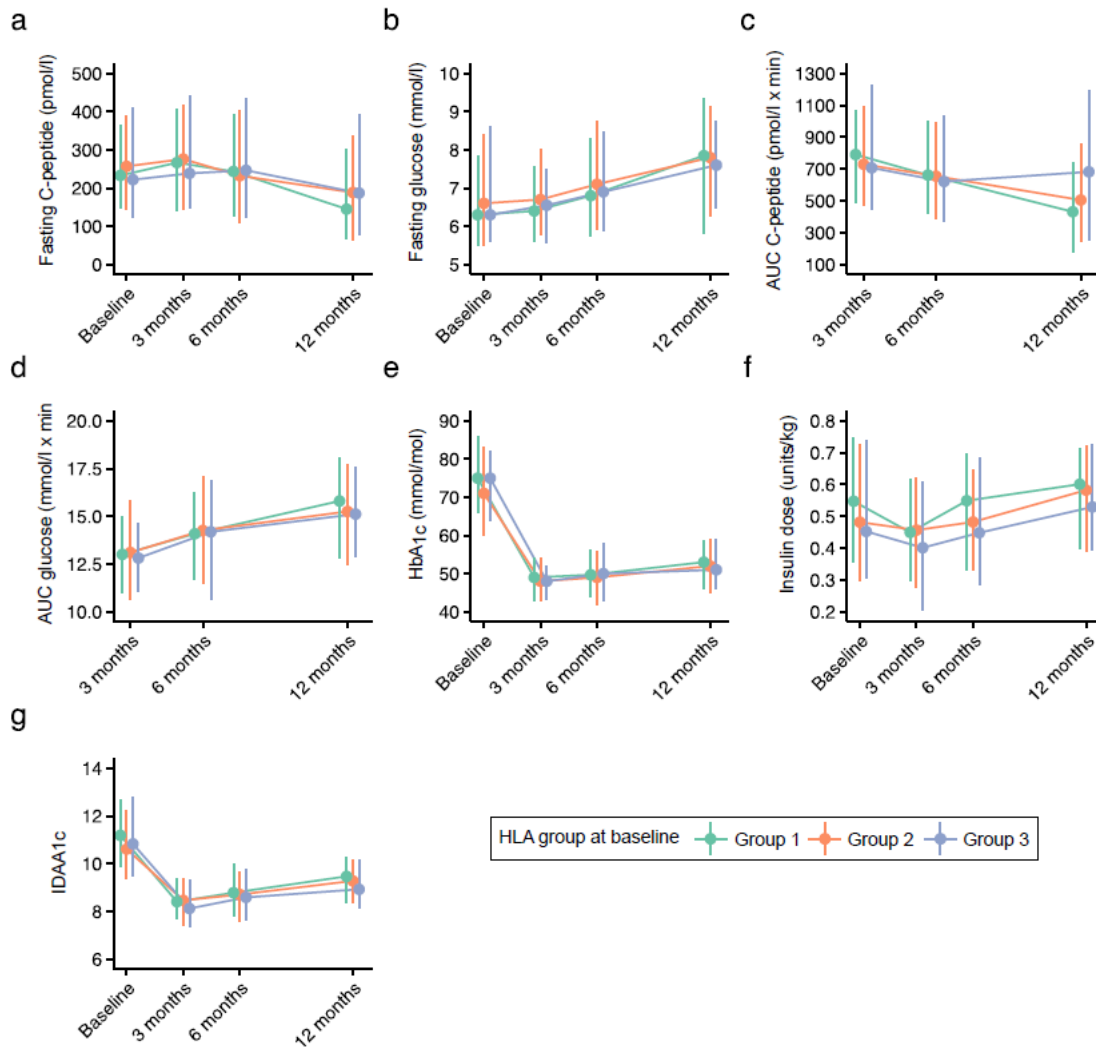 a
Fasting C-peptide (pmol/l)
500
400
300
200
100
0
Baseline
3 months
6 months
12 months
b
Fasting glucose (mmol/l)
10
9
8
7
6
5
Baseline
3 months
6 months
12 months
c
AUC C-peptide (pmol/l x min)
1300
1100
900
700
500
300
100
3 months
6 months
12 months
d
AUC glucose (mmol/l x min
20.0
17.5
15.0
12.5
10.0
3 months
6 months
12 months
e
HbA1c (mmol/mol)
90
80
70
60
50
40
Baseline
3 months
6 months
12 months
f
Insulin dose (units/kg)
0.8
0.7
0.6
0.5
0.4
0.3
0.2
Baseline
3 months
6 months
12 months
g
IDAA1c
14
12
10
8
6
Baseline
3 months
6 months
12 months
HLA group at baseline Group 1 Group 2 Group 3